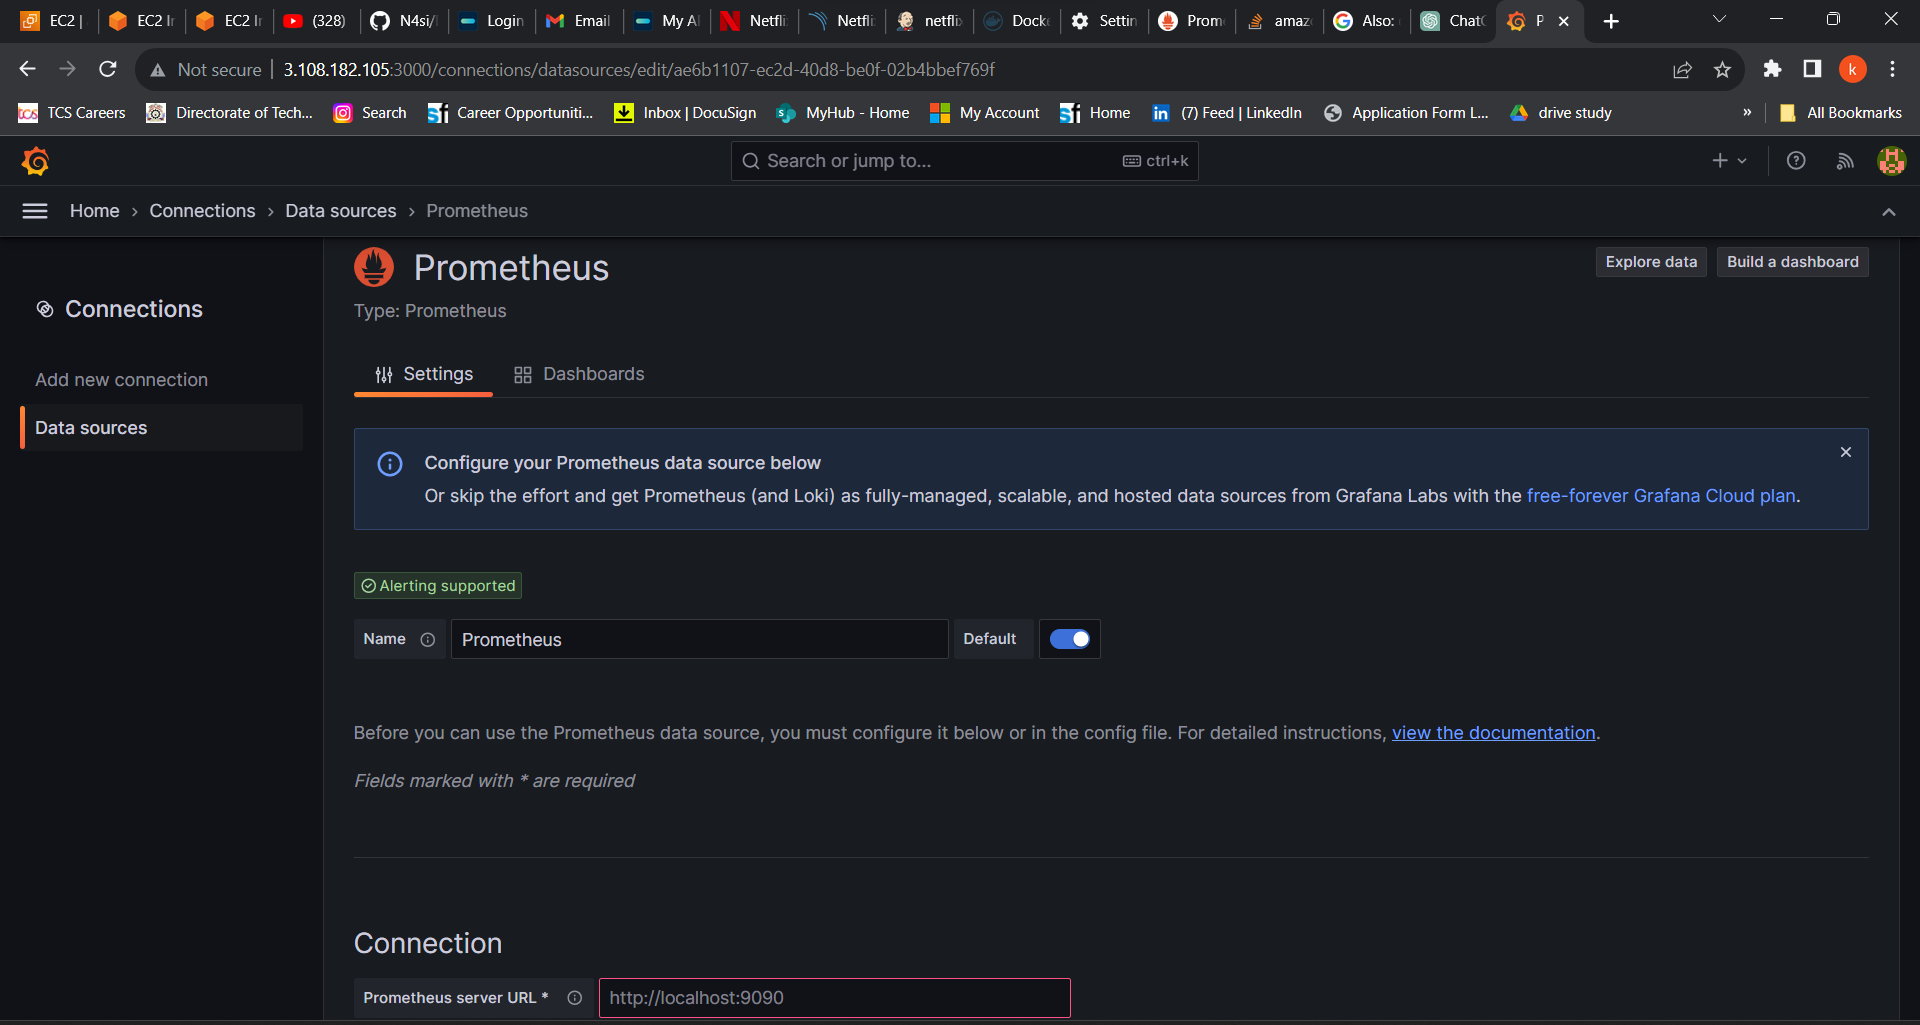 EC2 |
EC2 Ir
EC2 Ir
(328)
N4si/
Login
Email
My A
Netfli
Netfli
netflix
Docke
Settin
Prome
amaz
Also:
Chat
P
Not secure | 3.108.182.105:3000/connections/datasources/edit/ae6b1107-ec2d-40d8-be0f-02b4bbef769f
k
TCS Careers
Directorate of Tech...
Search
Career Opportuniti...
Inbox | DocuSign
MyHub - Home
My Account
Home
(7) Feed | LinkedIn
Application Form L...
drive study
»
All Bookmarks
Search or jump to...
ctrl+k
Home › Connections › Data sources › Prometheus
Connections
Add new connection
Data sources
Prometheus
Explore data
Build a dashboard
Type: Prometheus
Settings
Dashboards
Configure your Prometheus data source below
Or skip the effort and get Prometheus (and Loki) as fully-managed, scalable, and hosted data sources from Grafana Labs with the free-forever Grafana Cloud plan.
Alerting supported
Name
Prometheus
Default
Before you can use the Prometheus data source, you must configure it below or in the config file. For detailed instructions, view the documentation.
Fields marked with * are required
Connection
Prometheus server URL *
http://localhost:9090